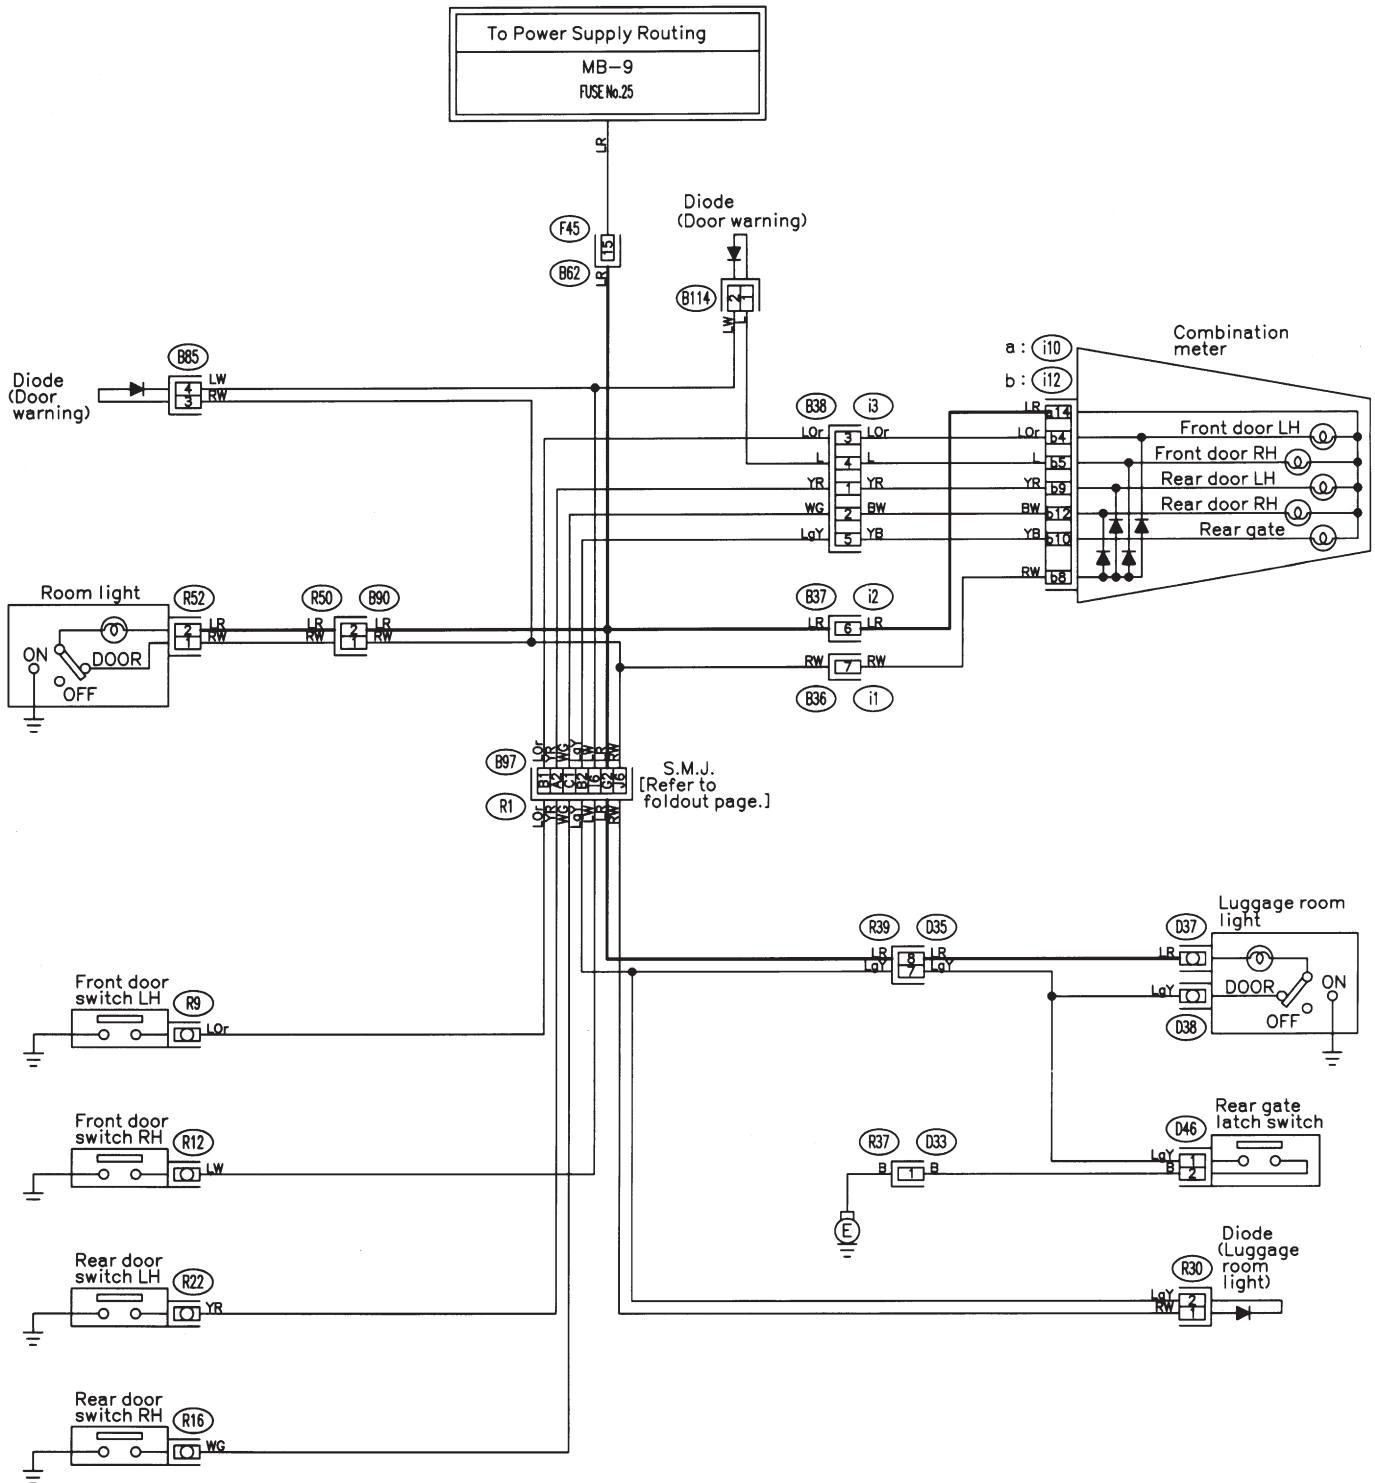 To Power Supply Routing
MB-9
FUSE No.25
LR
F45
15
B62
LR
Diode
(Door warning)
B114
2 1
LW L
B85
Diode
(Door
warning)
4 LW
3 RW
Combination
meter
a : i10
b : i12
B38 i3
LR a14
LOr 3 LOr LOr b4 Front door LH
L 4 L L b5 Front door RH
YR 1 YR YR b9 Rear door LH
WG 2 BW BW b12 Rear door RH
LgY 5 YB YB b10 Rear gate
RW b8
Room light
R52 R50 B90
2 LR LR 2 LR
1 RW RW 1 RW
ON
DOOR
OFF
B37 i2
LR 6 LR
RW 7 RW
B36 i1
LOr YR WG LgY LW LR RW
B97
B1 A2 C1 B2 I6 G2 J6
R1
LOr YR WG LgY LW LR RW
S.M.J.
[Refer to
foldout page.]
Luggage room
light
R39 D35 D37
LR 8 LR LR
LgY 7 LgY
LgY
DOOR
ON
OFF
D38
Front door
switch LH
R9
LOr
Front door
switch RH
R12
LW
Rear gate
latch switch
R37 D33 D46
B 1 B
LgY 1
B 2
E
Diode
(Luggage
room
light)
R30
LgY 2
RW 1
Rear door
switch LH
R22
YR
Rear door
switch RH
R16
WG